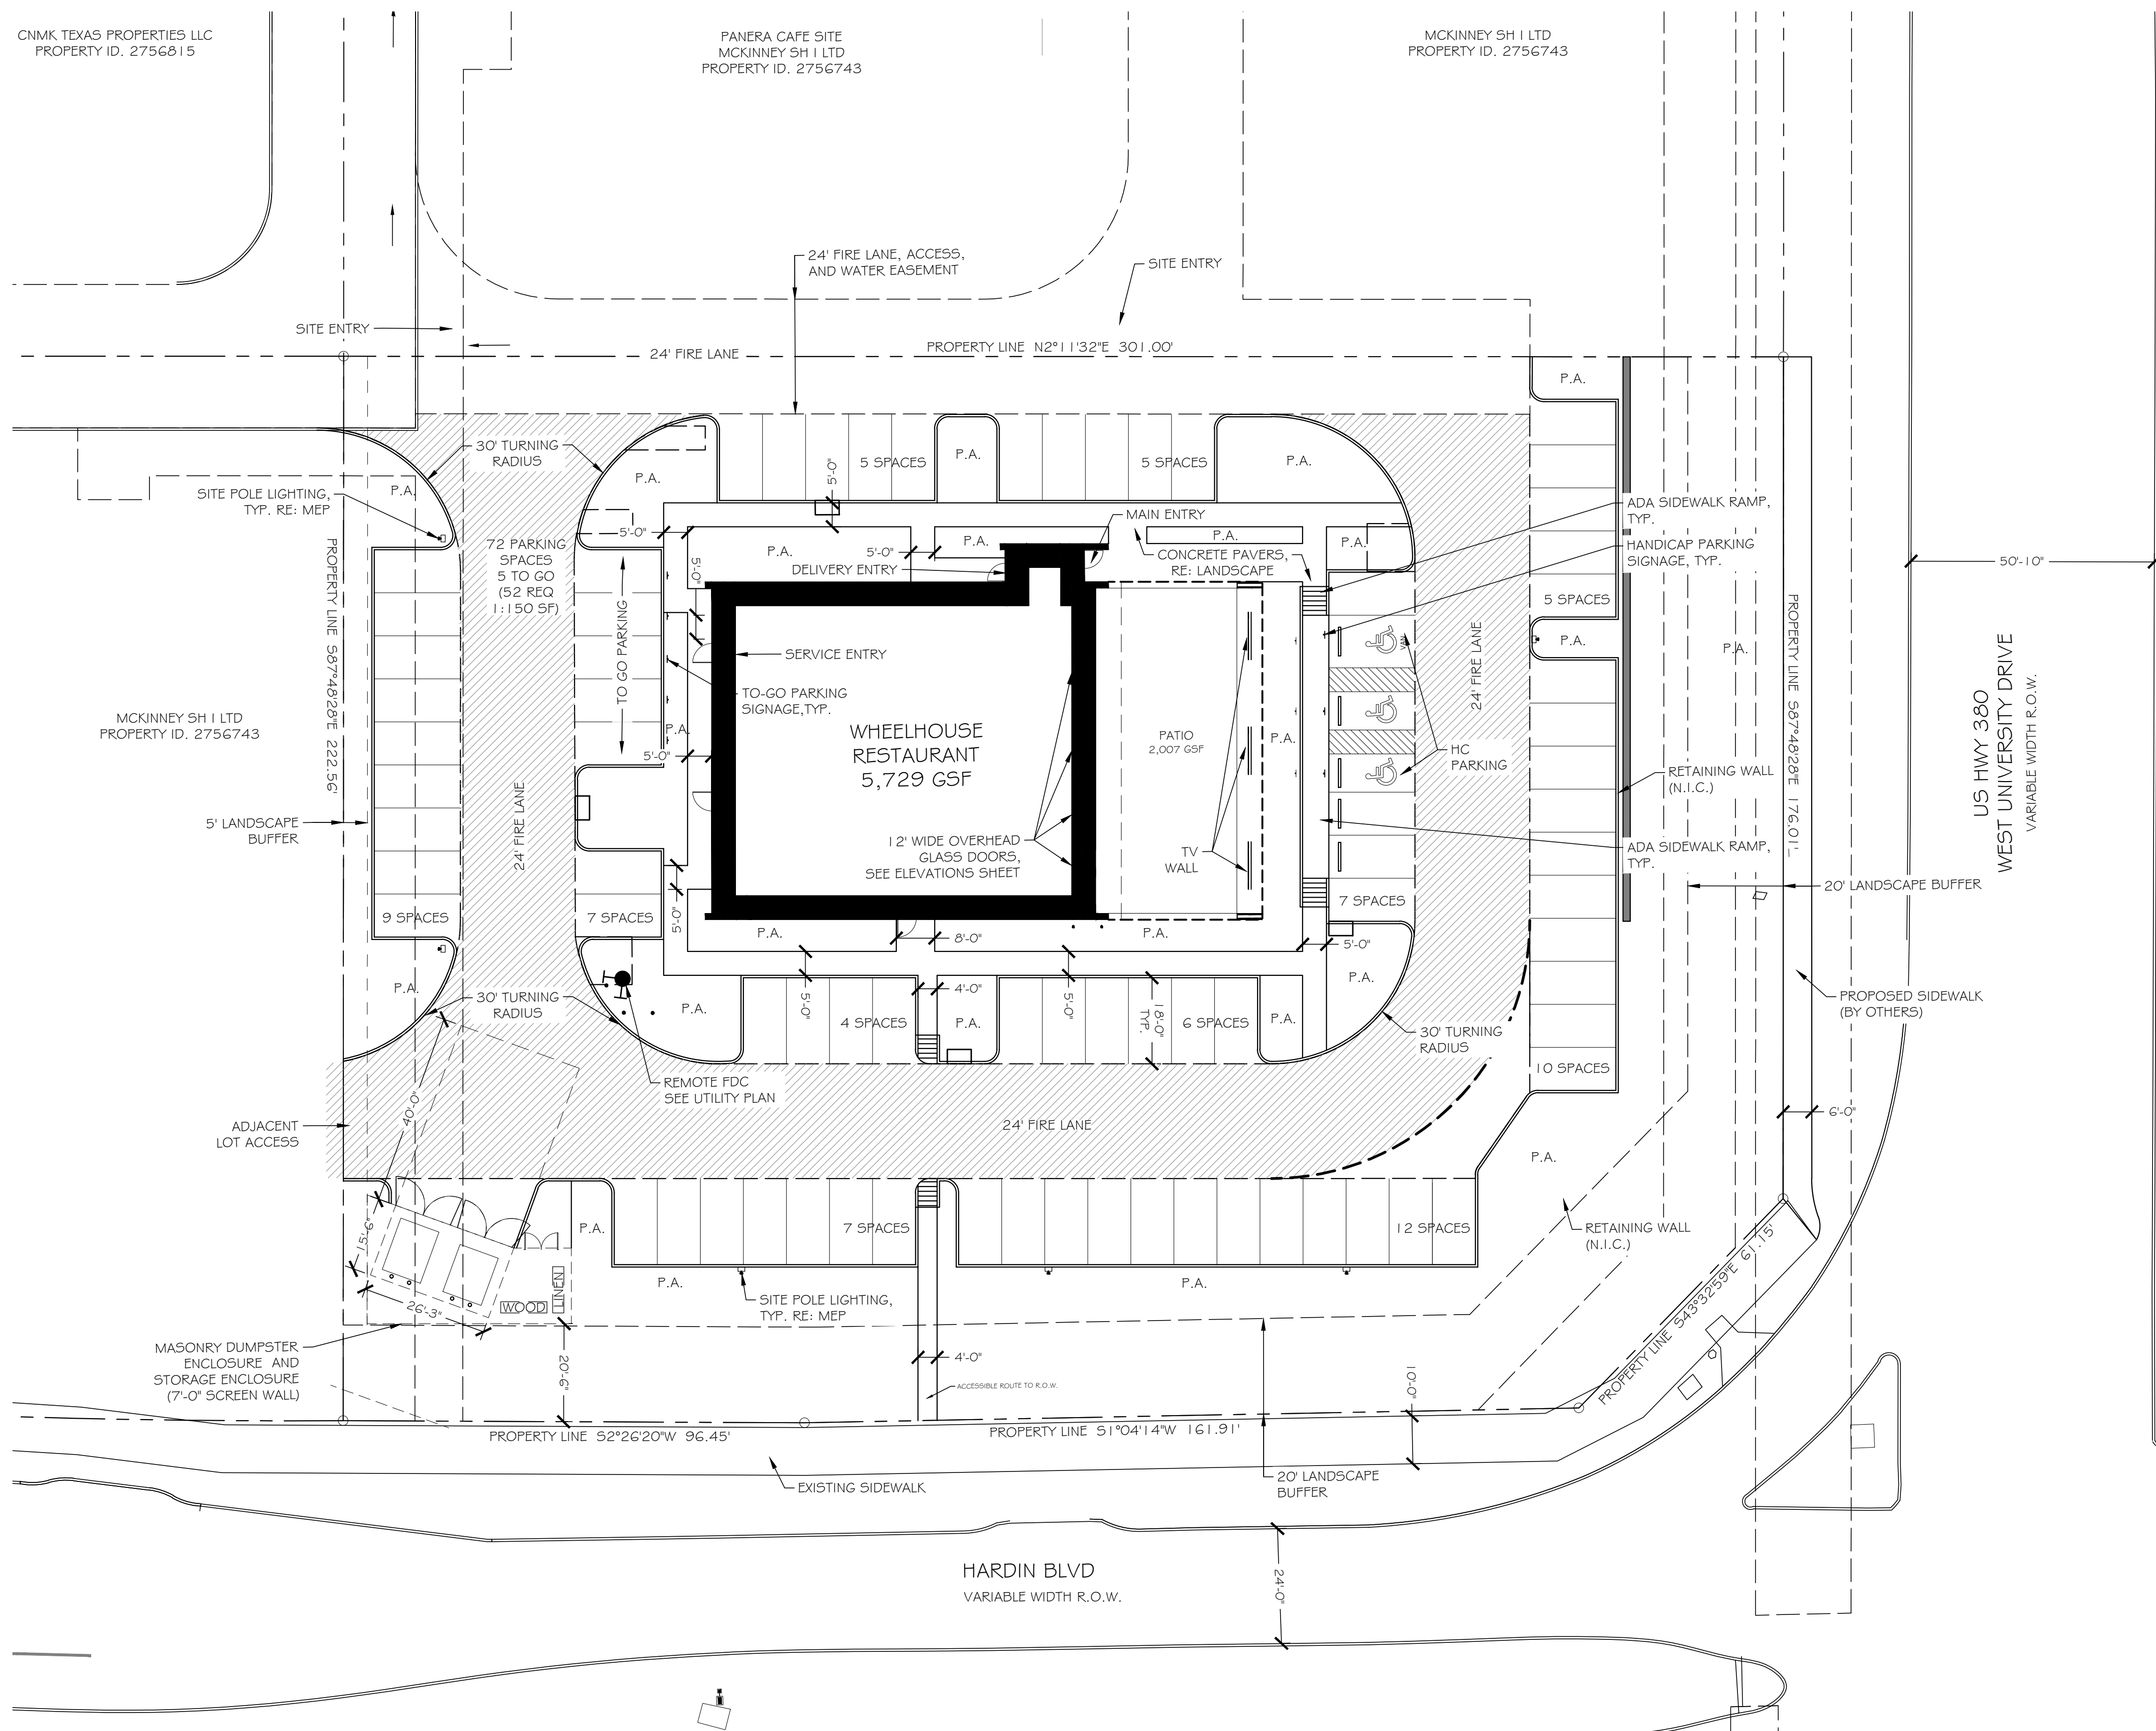 CNMK TEXAS PROPERTIES LLC
PROPERTY ID. 2756815
PANERA CAFE SITE
MCKINNEY SH I LTD
PROPERTY ID. 2756743
MCKINNEY SH I LTD
PROPERTY ID. 2756743
24' FIRE LANE, ACCESS,
AND WATER EASEMENT
SITE ENTRY
SITE ENTRY
24' FIRE LANE
PROPERTY LINE N2°11'32"E 301.00'
P.A.
30' TURNING
RADIUS
P.A.
P.A.
5 SPACES
P.A.
5'-0"
5 SPACES
P.A.
SITE POLE LIGHTING,
TYP. RE: MEP
ADA SIDEWALK RAMP,
TYP.
MAIN ENTRY
5'-0"
P.A.
5'-0"
P.A.
P.A.
P.A.
72 PARKING
SPACES
5 TO GO
(52 REQ
1:150 SF)
CONCRETE PAVERS,
RE: LANDSCAPE
HANDICAP PARKING
SIGNAGE, TYP.
DELIVERY ENTRY
5'-0"
50'-10"
5 SPACES
PROPERTY LINE S87°48'28"E 222.56'
TO GO PARKING
VAN
24' FIRE LANE
P.A.
P.A.
PROPERTY LINE S87°48'28"E 176.01'
SERVICE ENTRY
TO-GO PARKING
SIGNAGE,TYP.
MCKINNEY SH I LTD
PROPERTY ID. 2756743
P.A.
WHEELHOUSE
RESTAURANT
5,729 GSF
PATIO
2,007 GSF
P.A.
HC
PARKING
US HWY 380
WEST UNIVERSITY DRIVE
VARIABLE WIDTH R.O.W.
5'-0"
RETAINING WALL
(N.I.C.)
5' LANDSCAPE
BUFFER
24' FIRE LANE
12' WIDE OVERHEAD
GLASS DOORS,
SEE ELEVATIONS SHEET
TV
WALL
ADA SIDEWALK RAMP,
TYP.
20' LANDSCAPE BUFFER
9 SPACES
7 SPACES
5'-0"
7 SPACES
P.A.
8'-0"
P.A.
5'-0"
P.A.
P.A.
30' TURNING
RADIUS
P.A.
5'-0"
4'-0"
5'-0"
18'-0"
TYP.
PROPOSED SIDEWALK
(BY OTHERS)
4 SPACES
P.A.
6 SPACES
P.A.
30' TURNING
RADIUS
10 SPACES
REMOTE FDC
SEE UTILITY PLAN
40'-0"
6'-0"
ADJACENT
LOT ACCESS
24' FIRE LANE
P.A.
15'-6"
P.A.
7 SPACES
12 SPACES
RETAINING WALL
(N.I.C.)
P.A.
P.A.
LINEN
WOOD
26'-3"
SITE POLE LIGHTING,
TYP. RE: MEP
PROPERTY LINE S43°32'59"E 61.15'
MASONRY DUMPSTER
ENCLOSURE AND
STORAGE ENCLOSURE
(7'-0" SCREEN WALL)
20'-6"
4'-0"
ACCESSIBLE ROUTE TO R.O.W.
10'-0"
PROPERTY LINE S2°26'20"W 96.45'
PROPERTY LINE S1°04'14"W 161.91'
EXISTING SIDEWALK
20' LANDSCAPE
BUFFER
HARDIN BLVD
VARIABLE WIDTH R.O.W.
24'-0"